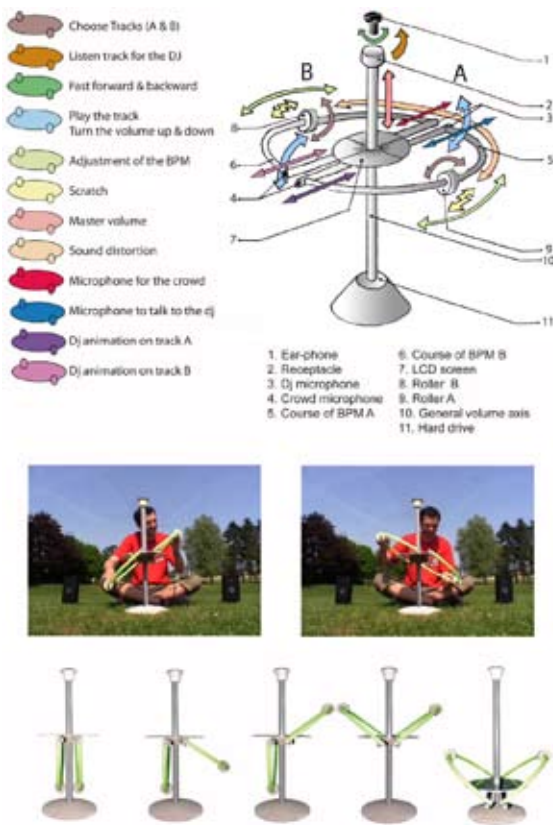 Choose Tracks (A & B)
Listen track for the DJ
Fast forward & backward
Play the track
Turn the volume up & down
Adjustment of the BPM
Scratch
Master volume
Sound distortion
Microphone for the crowd
Microphone to talk to the dj
Dj animation on track A
Dj animation on track B
B
A
1
2
3
8
5
6
4
7
9
10
11
1. Ear-phone
2. Receptacle
3. Dj microphone
4. Crowd microphone
5. Course of BPM A
6. Course of BPM B
7. LCD screen
8. Roller B
9. Roller A
10. General volume axis
11. Hard drive